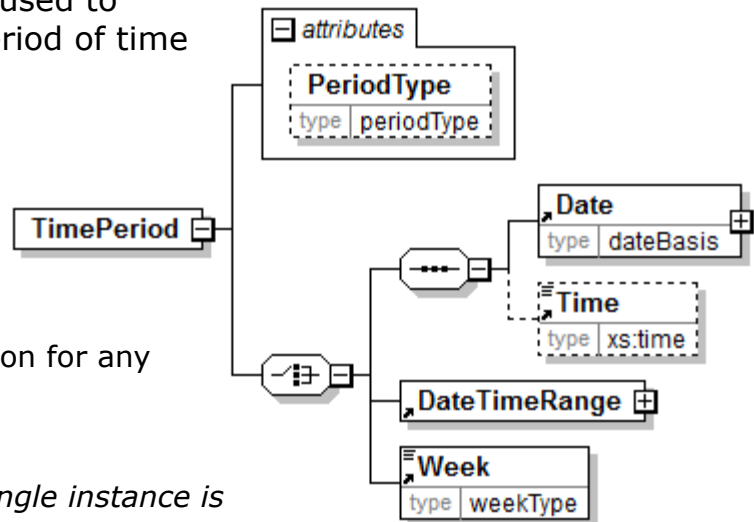 used to
eriod of time
attributes
PeriodType
type periodType
TimePeriod
Date
type dateBasis
Time
type xs:time
on for any
DateTimeRange
Week
type weekType
ngle instance is